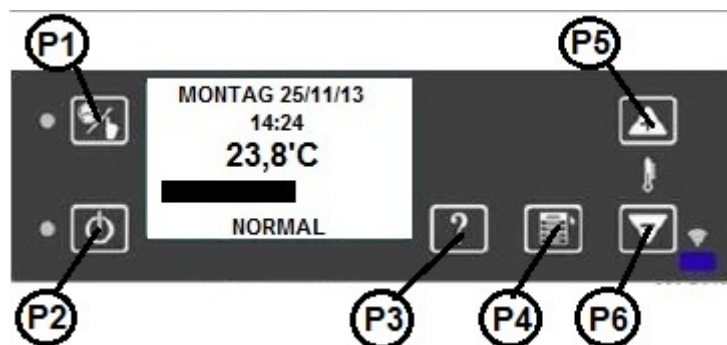 P1
P5
MONTAG 25/11/13
14:24
23,8'C
NORMAL
?
+
-
P2
P3
P4
P6